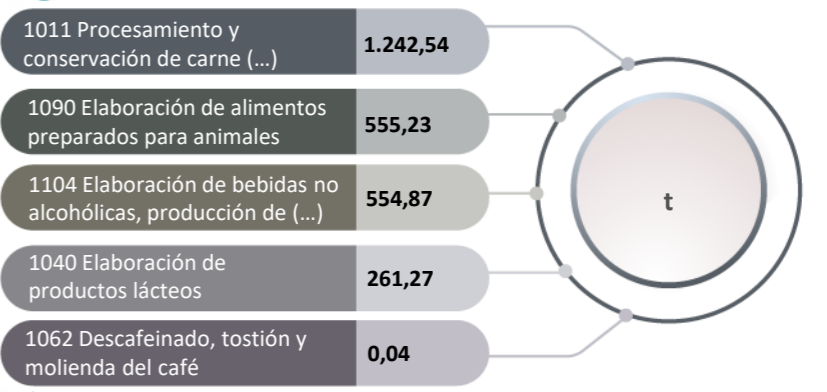 1011 Procesamiento y
conservación de carne (...)
1.242,54
1090 Elaboración de alimentos
preparados para animales
555,23
1104 Elaboración de bebidas no
alcohólicas, producción de (...)
554,87
t
1040 Elaboración de
productos lácteos
261,27
1062 Descafeinado, tostión y
molienda del café
0,04